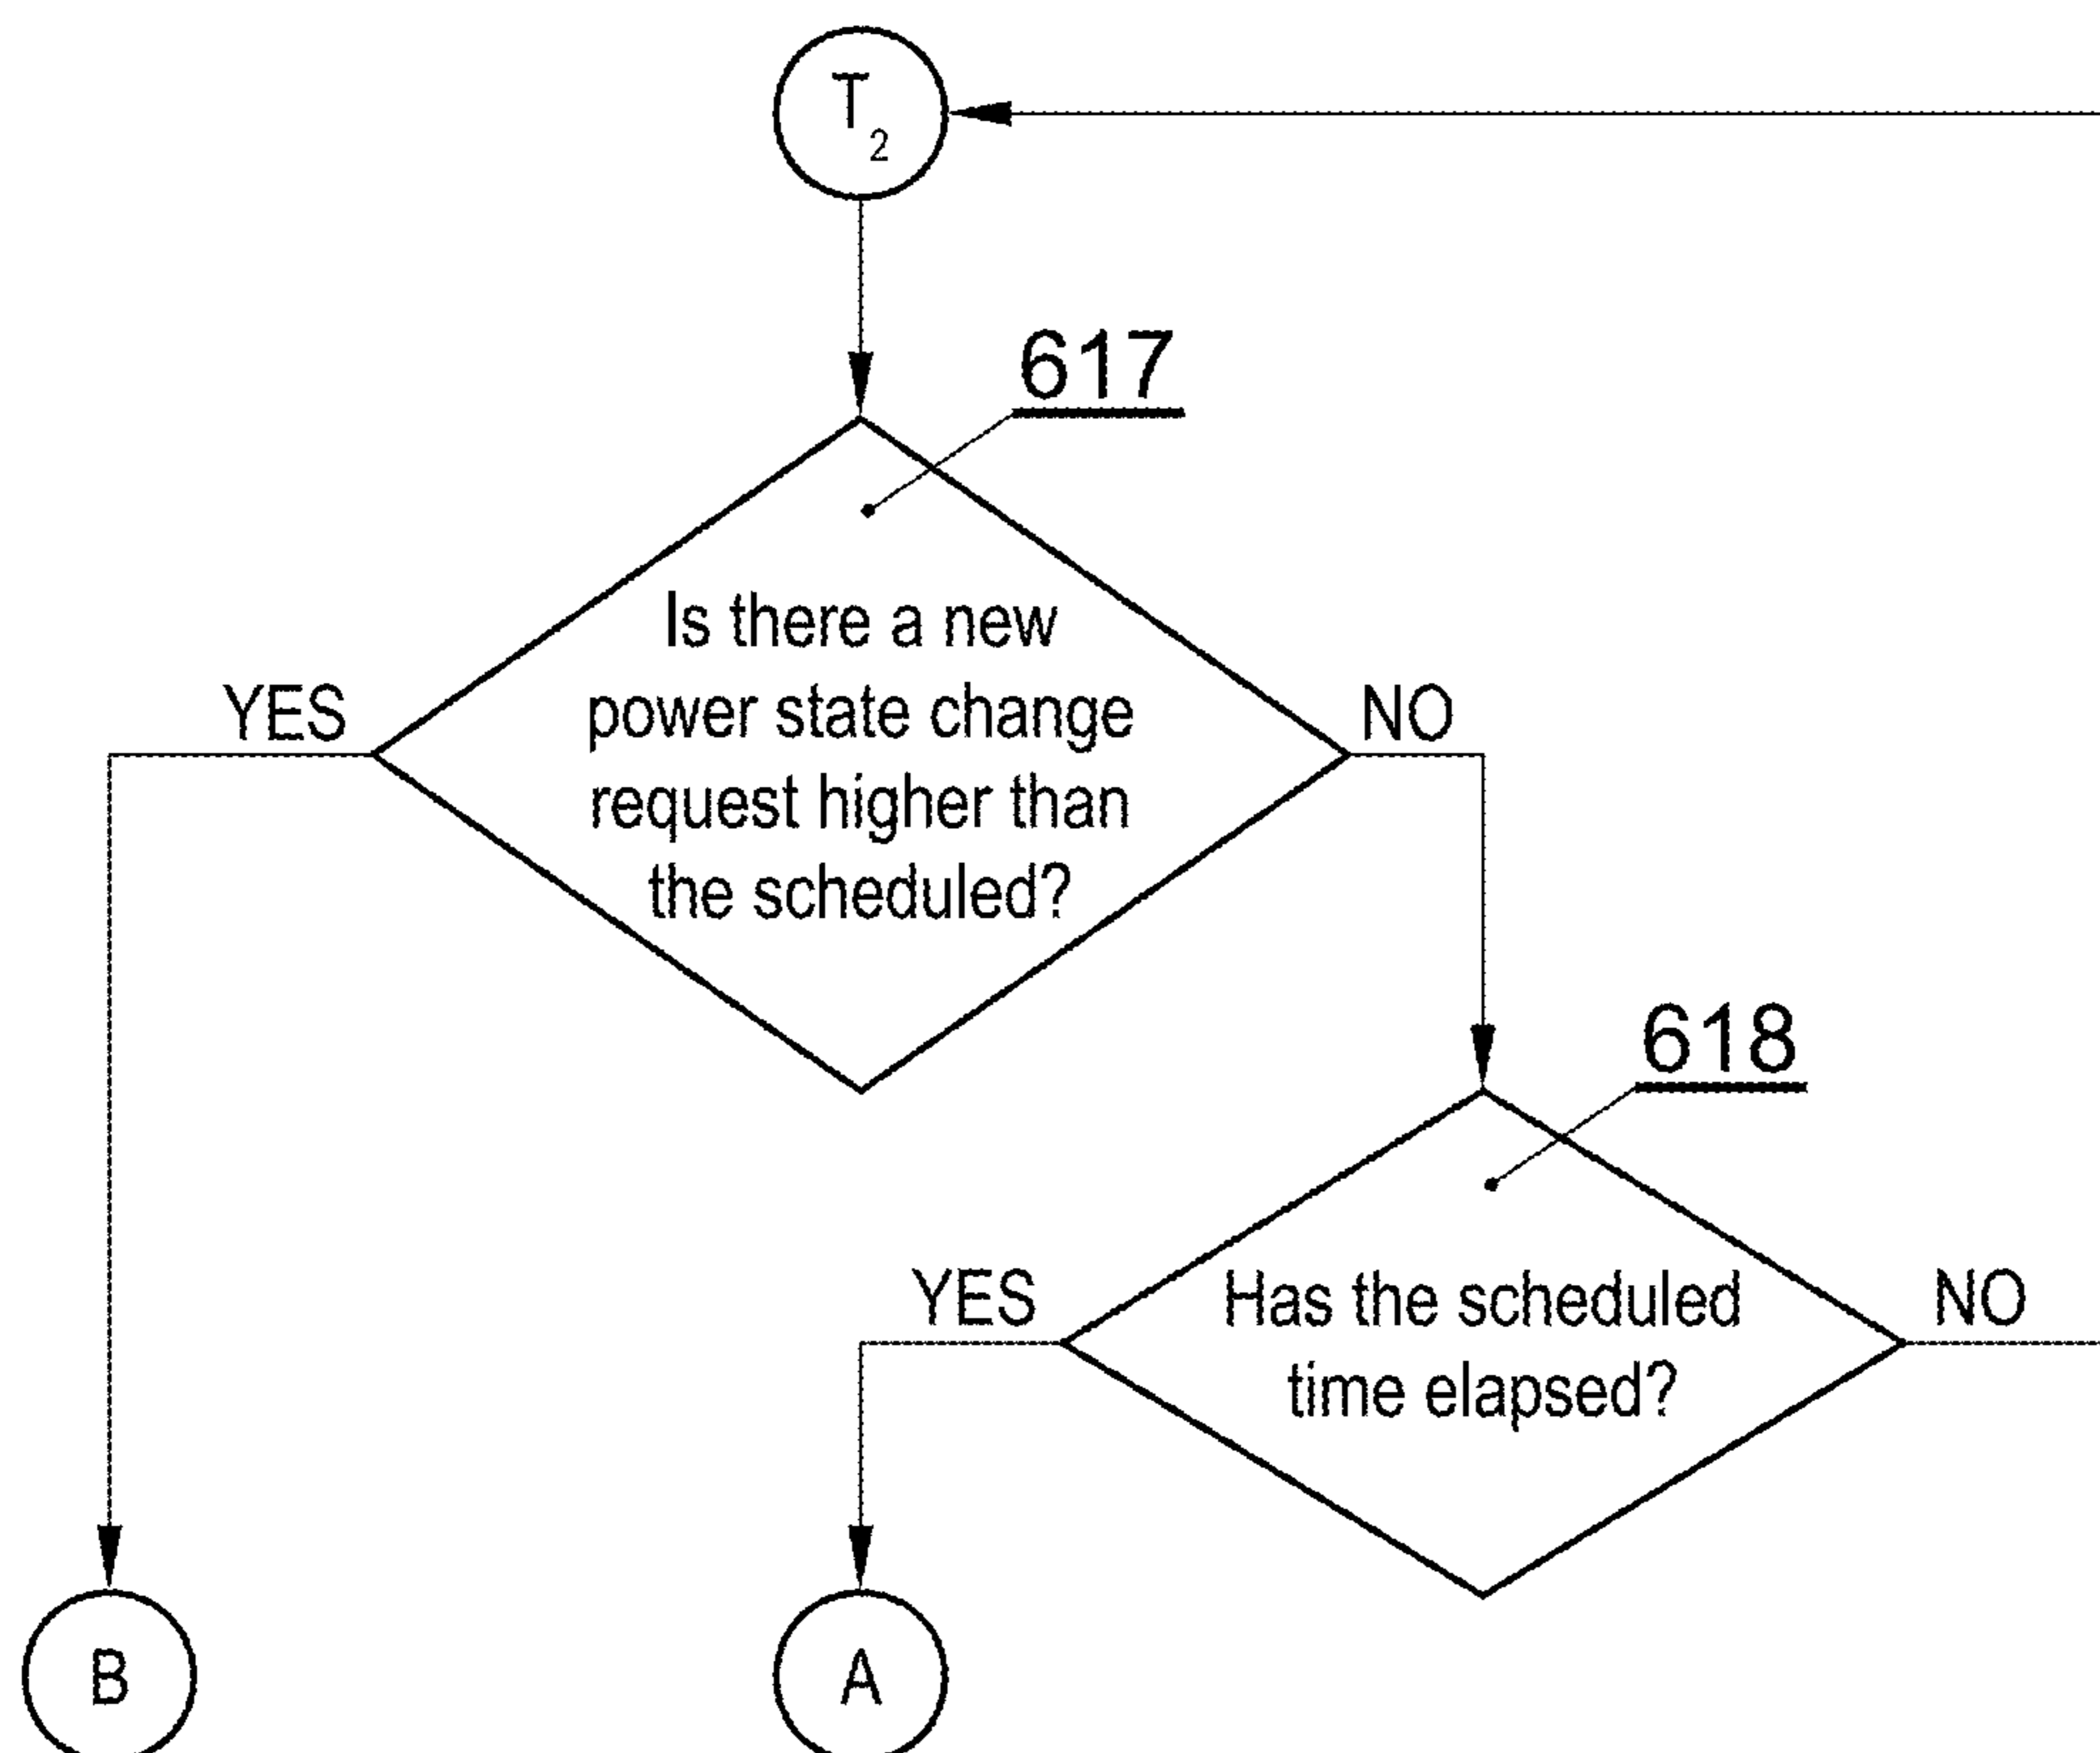 T2
617
Is there a new
power state change
request higher than
the scheduled?
YES
NO
618
Has the scheduled
time elapsed?
YES
NO
B
A